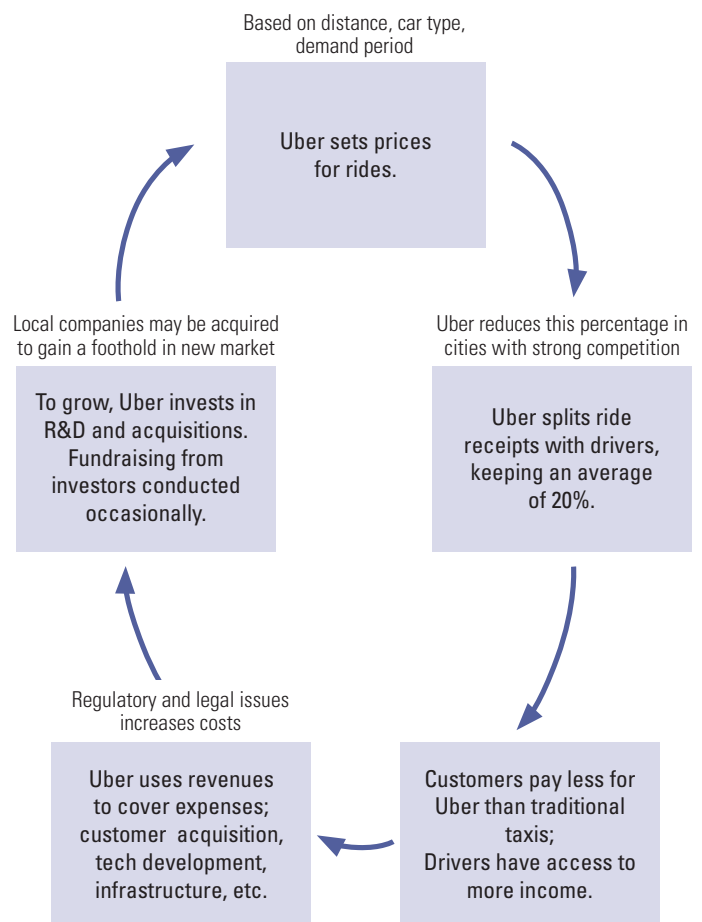 Based on distance, car type,
demand period
Uber sets prices
for rides.
Uber reduces this percentage in
cities with strong competition
Uber splits ride
receipts with drivers,
keeping an average
of 20%.
Customers pay less for
Uber than traditional
taxis;
Drivers have access to
more income.
Regulatory and legal issues
increases costs
Uber uses revenues
to cover expenses;
customer acquisition,
tech development,
infrastructure, etc.
Local companies may be acquired
to gain a foothold in new market
To grow, Uber invests in
R&D and acquisitions.
Fundraising from
investors conducted
occasionally.